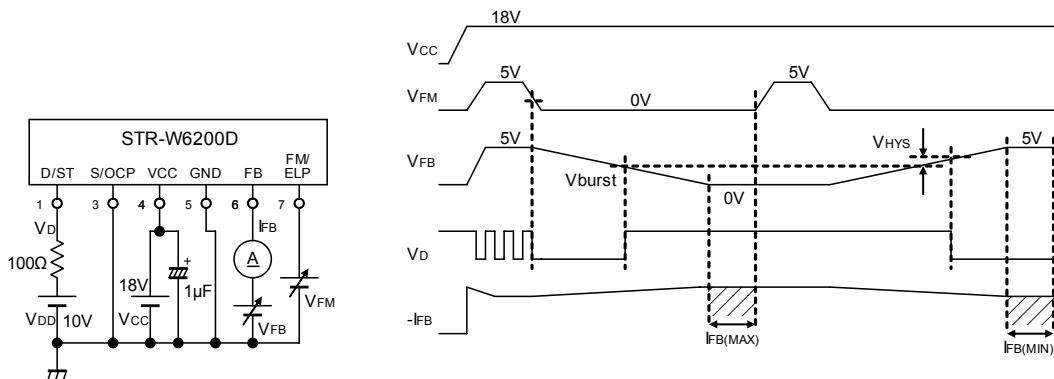 STR-W6200D
D/ST S/OCP VCC GND FB FM/ELP
1 3 4 5 6 7
VD
IFB
100Ω
A
18V
+
1µF
VFM
VDD 10V
VCC
VFB
18V
VCC
5V
0V
5V
VFM
5V
VHYS
5V
VFB
Vburst
0V
VD
-IFB
IFB(MAX)
IFB(MIN)